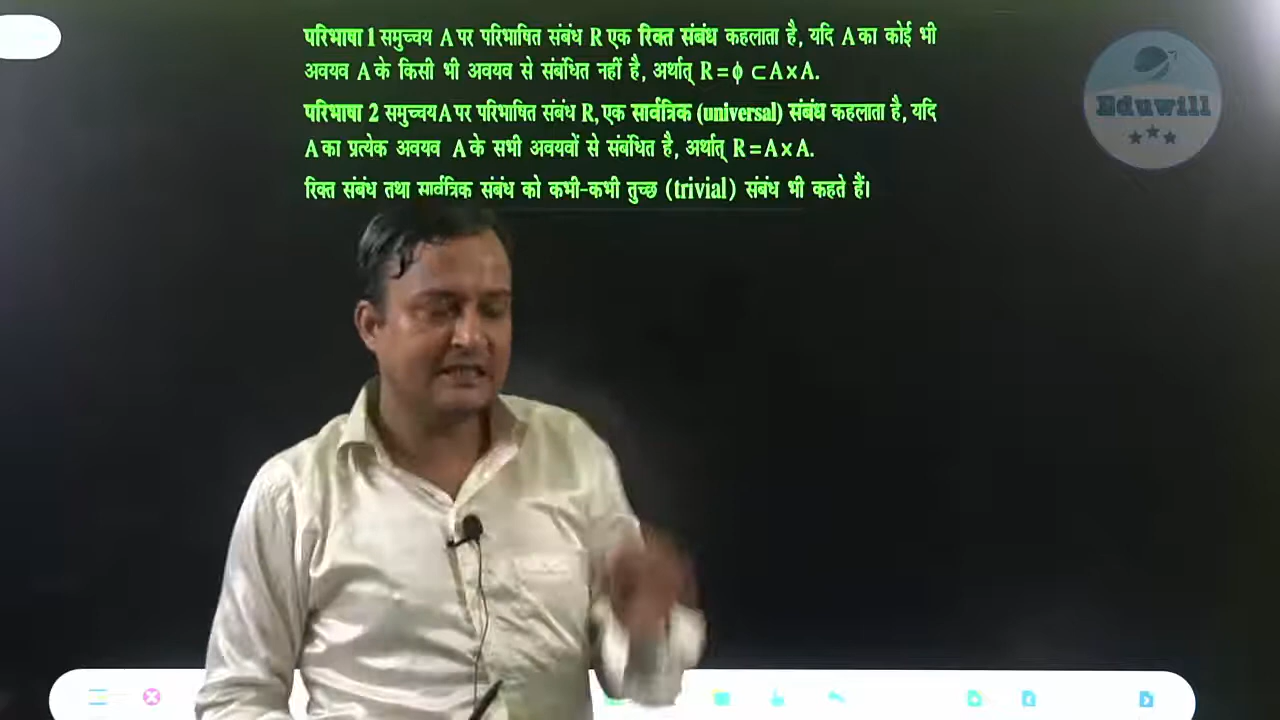 परिभाषा 1 समुच्चय A पर परिभाषित संबंध R एक रिक्त संबंध कहलाता है, यदि A का कोई भी
अवयव A के किसी भी अवयव से संबंधित नहीं है, अर्थात् R = ϕ ⊂ A × A.
परिभाषा 2 समुच्चय A पर परिभाषित संबंध R, एक सार्वत्रिक (universal) संबंध कहलाता है, यदि
A का प्रत्येक अवयव A के सभी अवयवों से संबंधित है, अर्थात् R = A × A.
रिक्त संबंध तथा सार्वत्रिक संबंध को कभी-कभी तुच्छ (trivial) संबंध भी कहते हैं।
Eduwill